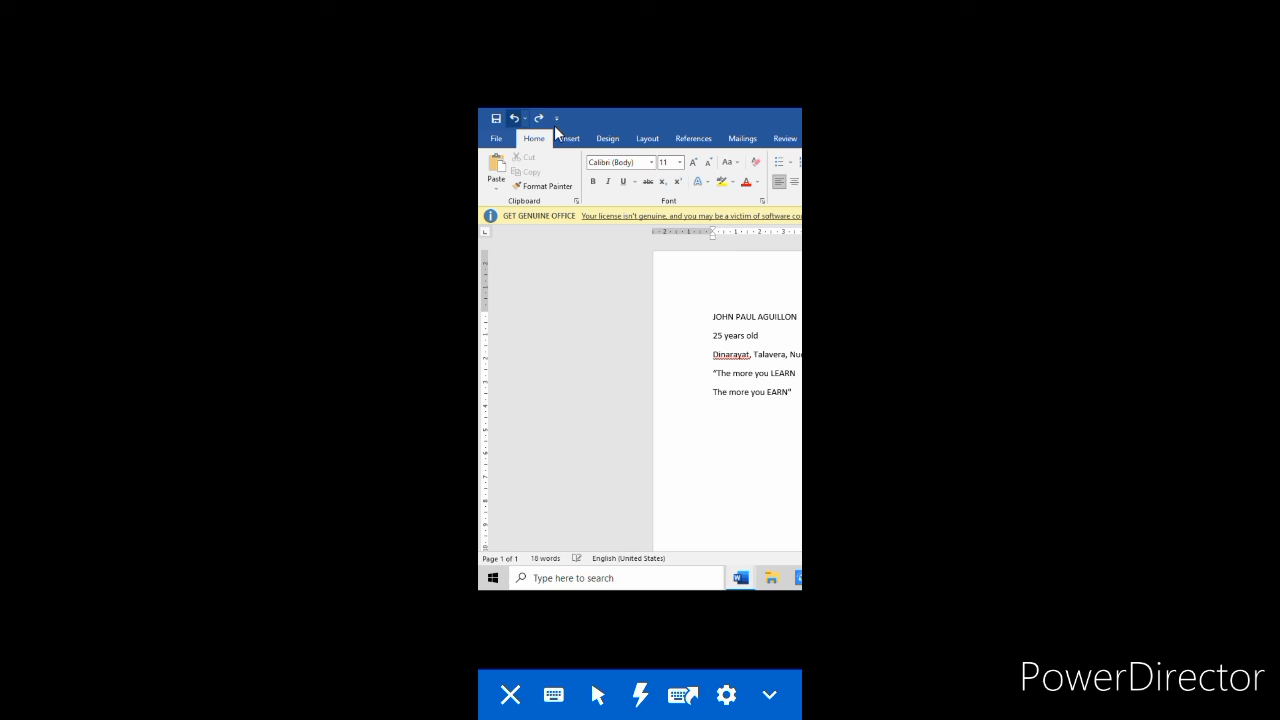 File Home Insert Design Layout References Mailings Review
Cut
Copy
Paste
Format Painter
Clipboard
Calibri (Body) 11
Aa
B I U abc x₂ x² A A
Font
GET GENUINE OFFICE Your license isn't genuine, and you may be a victim of software
JOHN PAUL AGUILLON
25 years old
Dinarayat, Talavera,
"The more you LEARN
The more you EARN"
Page 1 of 1 18 words English (United States)
Type here to search
PowerDirector